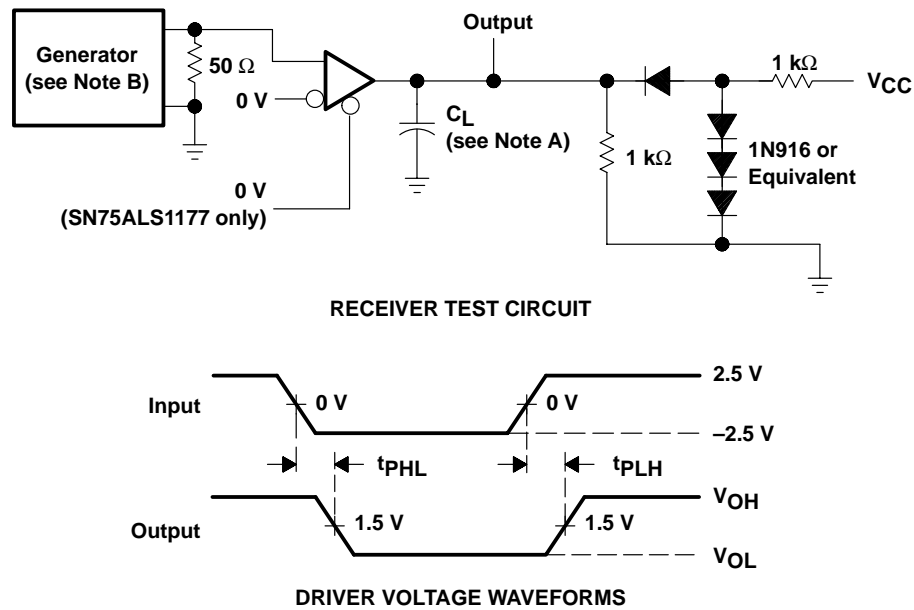 Output
Generator
(see Note B)
50 Ω
0 V
0 V
(SN75ALS1177 only)
CL
(see Note A)
1 kΩ
1 kΩ
VCC
1N916 or
Equivalent
RECEIVER TEST CIRCUIT
Input
0 V
0 V
2.5 V
–2.5 V
tPHL
tPLH
Output
1.5 V
1.5 V
VOH
VOL
DRIVER VOLTAGE WAVEFORMS